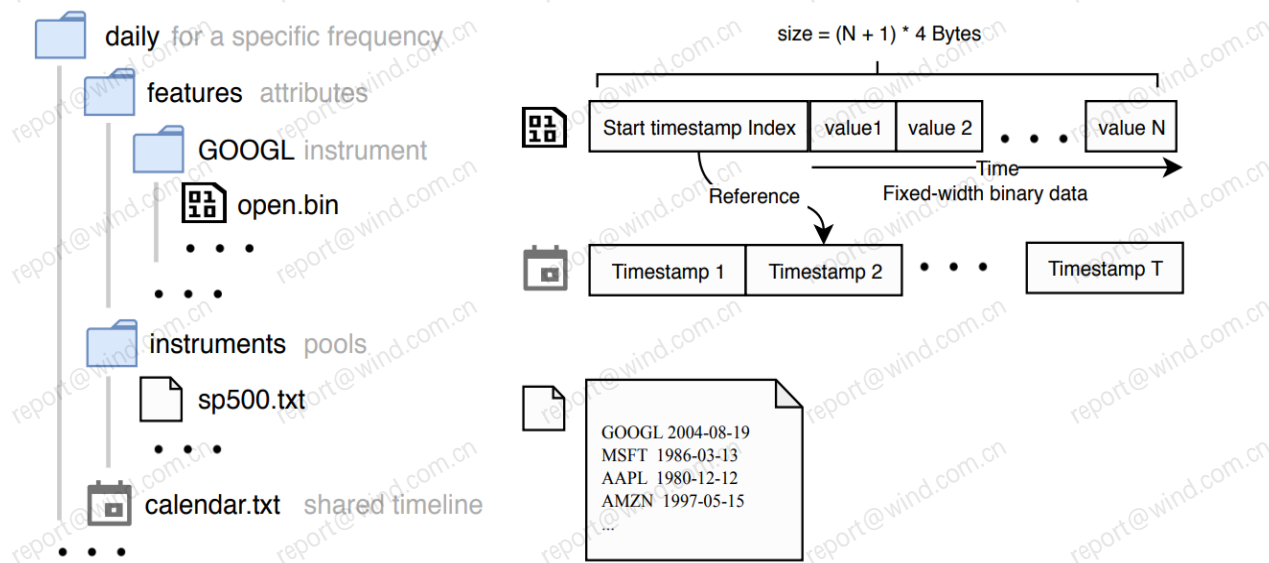 daily for a specific frequency
features attributes
GOOGL instrument
0110
open.bin
instruments pools
sp500.txt
calendar.txt shared timeline
size = (N + 1) * 4 Bytes
0110
Start timestamp Index value1 value 2 value N
Time
Reference
Fixed-width binary data
Timestamp 1 Timestamp 2 Timestamp T
GOOGL 2004-08-19
MSFT 1986-03-13
AAPL 1980-12-12
AMZN 1997-05-15
...
report@wind.com.cn